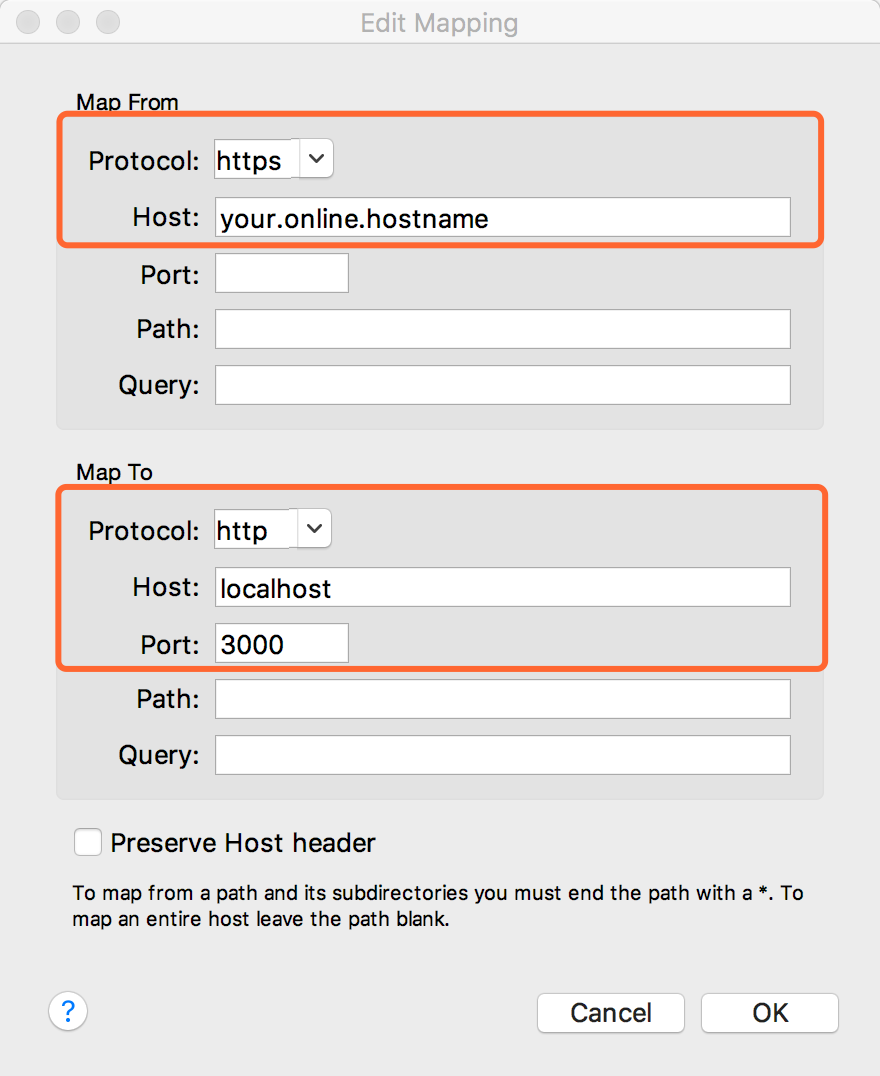 Edit Mapping
Map From
Protocol: https
Host: your.online.hostname
Port:
Path:
Query:
Map To
Protocol: http
Host: localhost
Port: 3000
Path:
Query:
Preserve Host header
To map from a path and its subdirectories you must end the path with a *. To
map an entire host leave the path blank.
?
Cancel OK